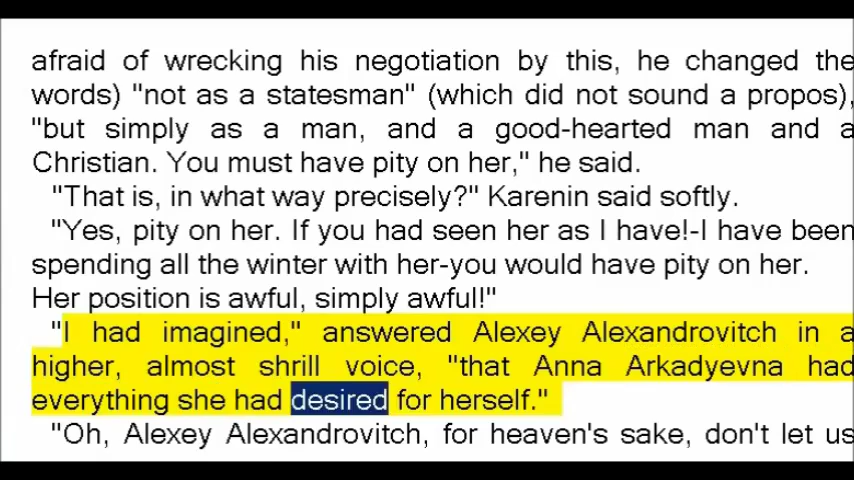 afraid of wrecking his negotiation by this, he changed the
words) "not as a statesman" (which did not sound a propos),
"but simply as a man, and a good-hearted man and a
Christian. You must have pity on her," he said.
"That is, in what way precisely?" Karenin said softly.
"Yes, pity on her. If you had seen her as I have!-I have been
spending all the winter with her-you would have pity on her.
Her position is awful, simply awful!"
"I had imagined," answered Alexey Alexandrovitch in a
higher, almost shrill voice, "that Anna Arkadyevna had
everything she had desired for herself."
"Oh, Alexey Alexandrovitch, for heaven's sake, don't let us